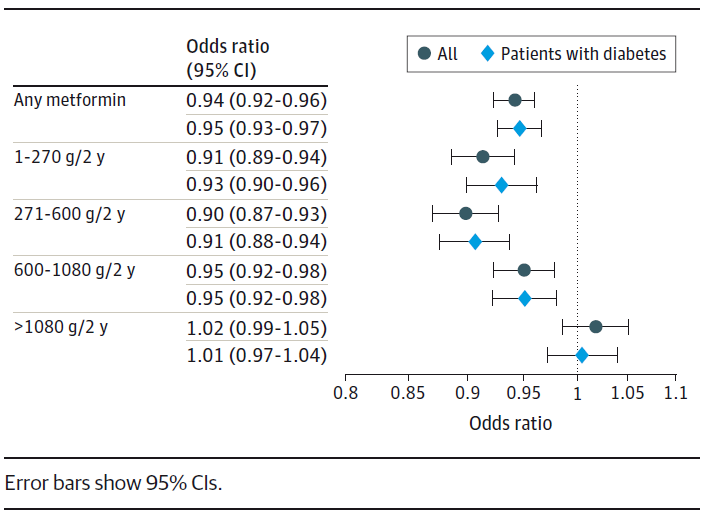 Odds ratio
(95% CI)
All
Patients with diabetes
Any metformin
0.94 (0.92-0.96)
0.95 (0.93-0.97)
1-270 g/2 y
0.91 (0.89-0.94)
0.93 (0.90-0.96)
271-600 g/2 y
0.90 (0.87-0.93)
0.91 (0.88-0.94)
600-1080 g/2 y
0.95 (0.92-0.98)
0.95 (0.92-0.98)
>1080 g/2 y
1.02 (0.99-1.05)
1.01 (0.97-1.04)
0.8 0.85 0.9 0.95 1 1.05 1.1
Odds ratio
Error bars show 95% CIs.